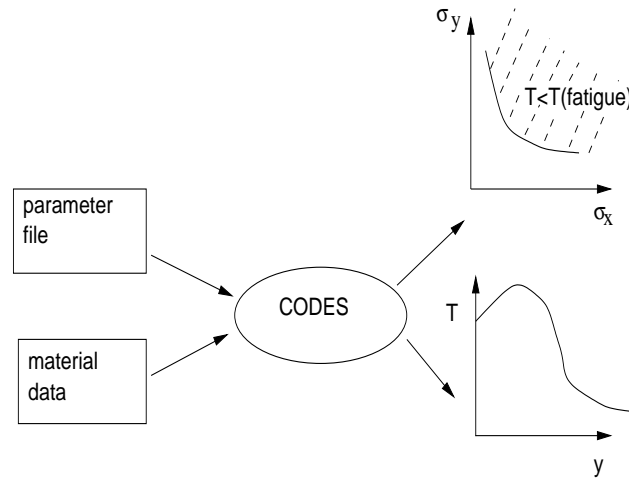 σy
T<T(fatigue)
σx
parameter
file
CODES
material
data
T
y